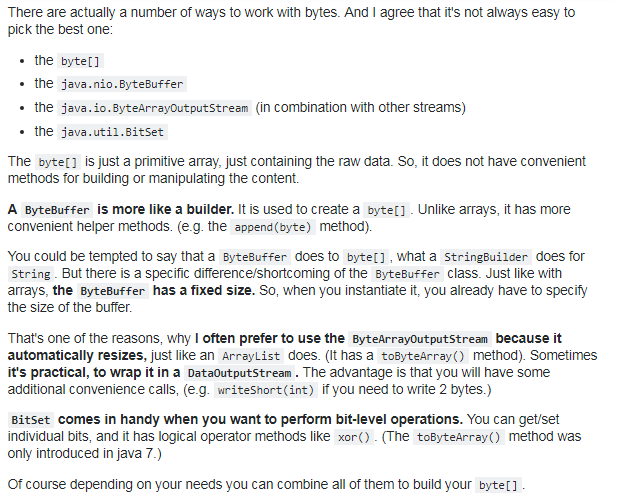 There are actually a number of ways to work with bytes. And I agree that it's not always easy to
pick the best one:
• the byte[]
• the java.nio.ByteBuffer
• the java.io.ByteArrayOutputStream (in combination with other streams)
• the java.util.BitSet
The byte[] is just a primitive array, just containing the raw data. So, it does not have convenient
methods for building or manipulating the content.
A ByteBuffer is more like a builder. It is used to create a byte[]. Unlike arrays, it has more
convenient helper methods. (e.g. the append(byte) method).
You could be tempted to say that a ByteBuffer does to byte[], what a StringBuilder does for
String. But there is a specific difference/shortcoming of the ByteBuffer class. Just like with
arrays, the ByteBuffer has a fixed size. So, when you instantiate it, you already have to specify
the size of the buffer.
That's one of the reasons, why I often prefer to use the ByteArrayOutputStream because it
automatically resizes, just like an ArrayList does. (It has a toByteArray() method). Sometimes
it's practical, to wrap it in a DataOutputStream. The advantage is that you will have some
additional convenience calls, (e.g. writeShort(int) if you need to write 2 bytes.)
BitSet comes in handy when you want to perform bit-level operations. You can get/set
individual bits, and it has logical operator methods like xor(). (The toByteArray() method was
only introduced in java 7.)
Of course depending on your needs you can combine all of them to build your byte[].